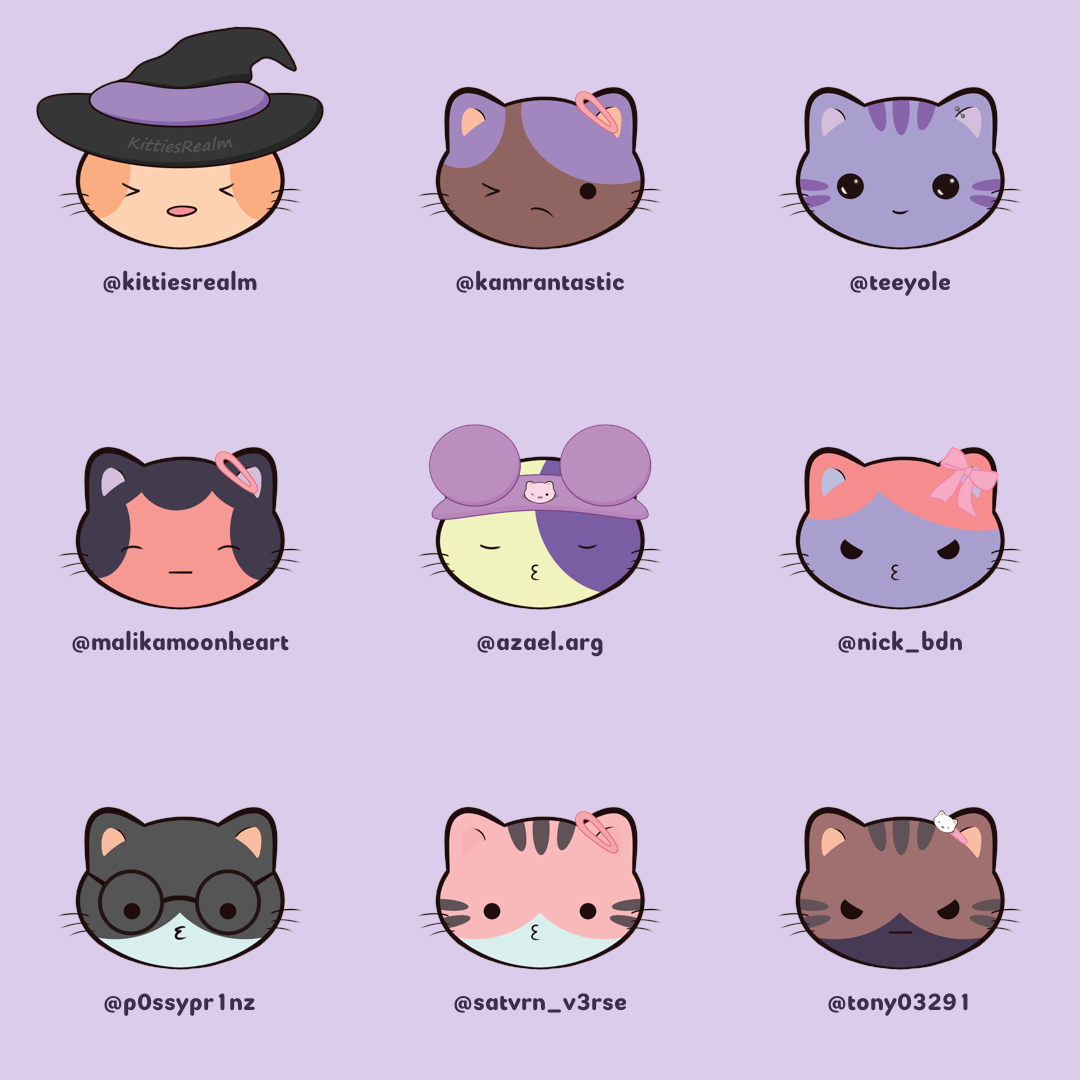 KittiesRealm
@kittiesrealm
@kamrantastic
@teeyole
@malikamoonheart
@azael.arg
@nick_bdn
@p0ssypr1nz
@satvrn_v3rse
@tony03291